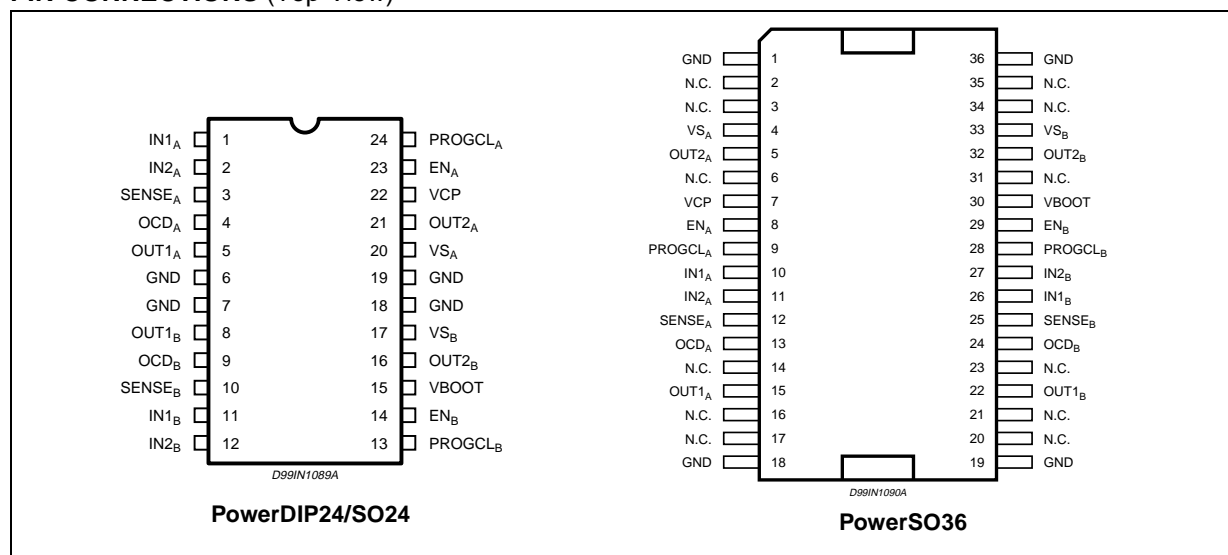 IN1A 1 24 PROGCLA
IN2A 2 23 ENA
SENSEA 3 22 VCP
OCDA 4 21 OUT2A
OUT1A 5 20 VSA
GND 6 19 GND
GND 7 18 GND
OUT1B 8 17 VSB
OCDB 9 16 OUT2B
SENSEB 10 15 VBOOT
IN1B 11 14 ENB
IN2B 12 13 PROGCLB
D99IN1089A
PowerDIP24/SO24
GND 1 36 GND
N.C. 2 35 N.C.
N.C. 3 34 N.C.
VSA 4 33 VSB
OUT2A 5 32 OUT2B
N.C. 6 31 N.C.
VCP 7 30 VBOOT
ENA 8 29 ENB
PROGCLA 9 28 PROGCLB
IN1A 10 27 IN2B
IN2A 11 26 IN1B
SENSEA 12 25 SENSEB
OCDA 13 24 OCDB
N.C. 14 23 N.C.
OUT1A 15 22 OUT1B
N.C. 16 21 N.C.
N.C. 17 20 N.C.
GND 18 19 GND
D99IN1090A
PowerSO36